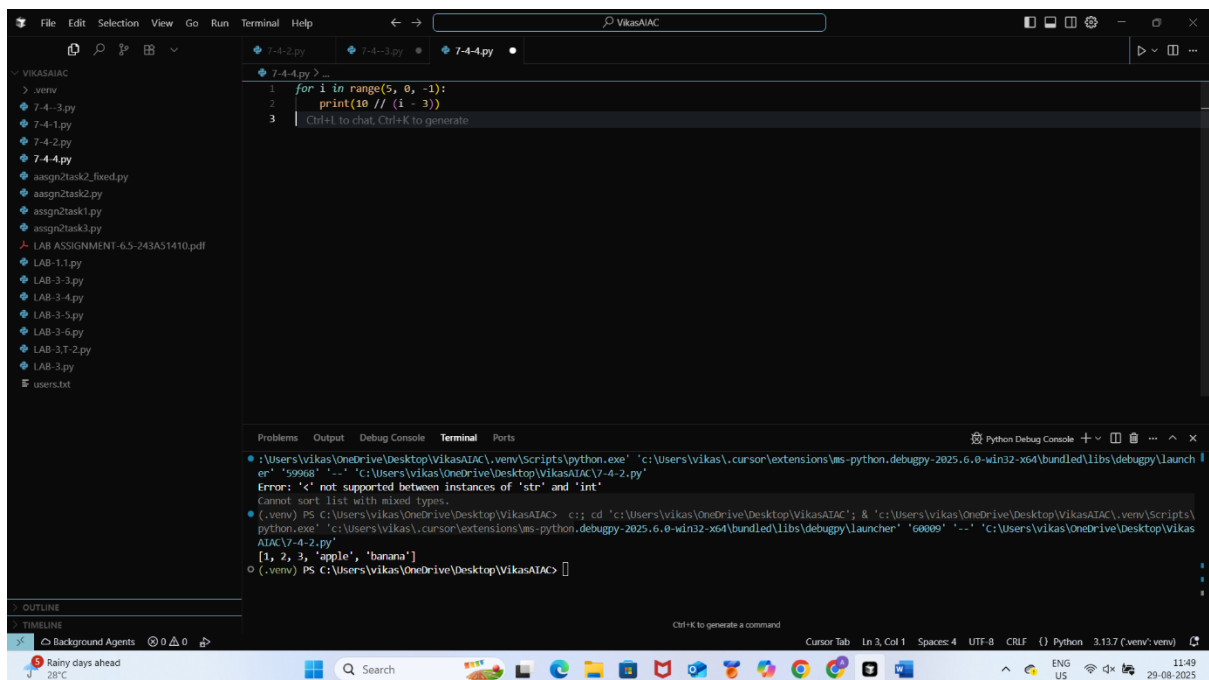 File Edit Selection View Go Run Terminal Help
VikasAIAC
7-4-2.py 7-4--3.py 7-4-4.py
VIKASAIAC
7-4-4.py > ...
> .venv
7-4--3.py
7-4-1.py
7-4-2.py
7-4-4.py
aasgn2task2_fixed.py
aasgn2task2.py
assgn2task1.py
assgn2task3.py
LAB ASSIGNMENT-6.5-243A51410.pdf
LAB-1.1.py
LAB-3-3.py
LAB-3-4.py
LAB-3-5.py
LAB-3-6.py
LAB-3,T-2.py
LAB-3.py
users.txt
1 for i in range(5, 0, -1):
2 print(10 // (i - 3))
3 Ctrl+L to chat, Ctrl+K to generate
Problems Output Debug Console Terminal Ports
Python Debug Console
:\Users\vikas\OneDrive\Desktop\VikasAIAC\.venv\Scripts\python.exe' 'c:\Users\vikas\.cursor\extensions\ms-python.debugpy-2025.6.0-win32-x64\bundled\libs\debugpy\launch
er' '59968' '--' 'C:\Users\vikas\OneDrive\Desktop\VikasAIAC\7-4-2.py'
Error: '<' not supported between instances of 'str' and 'int'
Cannot sort list with mixed types.
(.venv) PS C:\Users\vikas\OneDrive\Desktop\VikasAIAC> c:; cd 'c:\Users\vikas\OneDrive\Desktop\VikasAIAC'; & 'c:\Users\vikas\OneDrive\Desktop\VikasAIAC\.venv\Scripts\
python.exe' 'c:\Users\vikas\.cursor\extensions\ms-python.debugpy-2025.6.0-win32-x64\bundled\libs\debugpy\launcher' '60009' '--' 'C:\Users\vikas\OneDrive\Desktop\Vikas
AIAC\7-4-2.py'
[1, 2, 3, 'apple', 'banana']
(.venv) PS C:\Users\vikas\OneDrive\Desktop\VikasAIAC>
> OUTLINE
> TIMELINE
Ctrl+K to generate a command
Background Agents 0 0
Cursor Tab Ln 3, Col 1 Spaces: 4 UTF-8 CRLF {} Python 3.13.7 ('.venv': venv)
5 Rainy days ahead
28°C
Search
ENG
US
11:49
29-08-2025